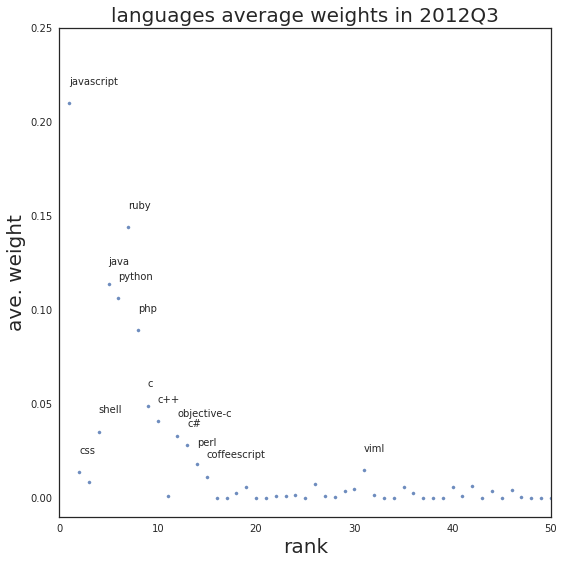 languages average weights in 2012Q3
0.25
0.20
0.15
0.10
0.05
0.00
ave. weight
javascript
ruby
java
python
php
c
c++
objective-c
c#
shell
perl
coffeescript
css
viml
0
10
20
30
40
50
rank